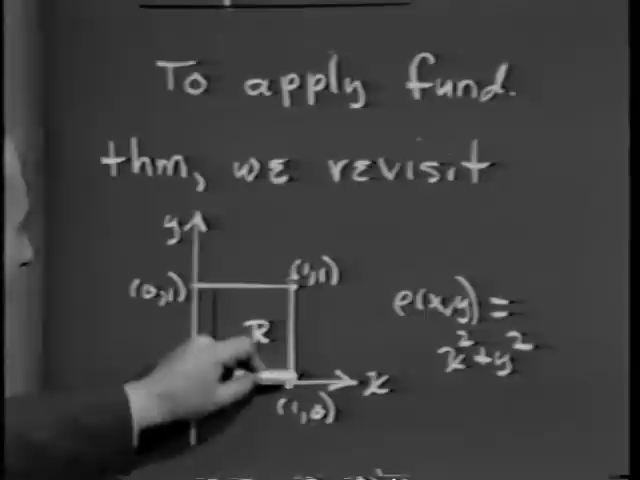 To apply fund.
thm, we revisit
y
(0,1)
(1,1)
R
ρ(x,y) =
x² + y²
x
(1,0)